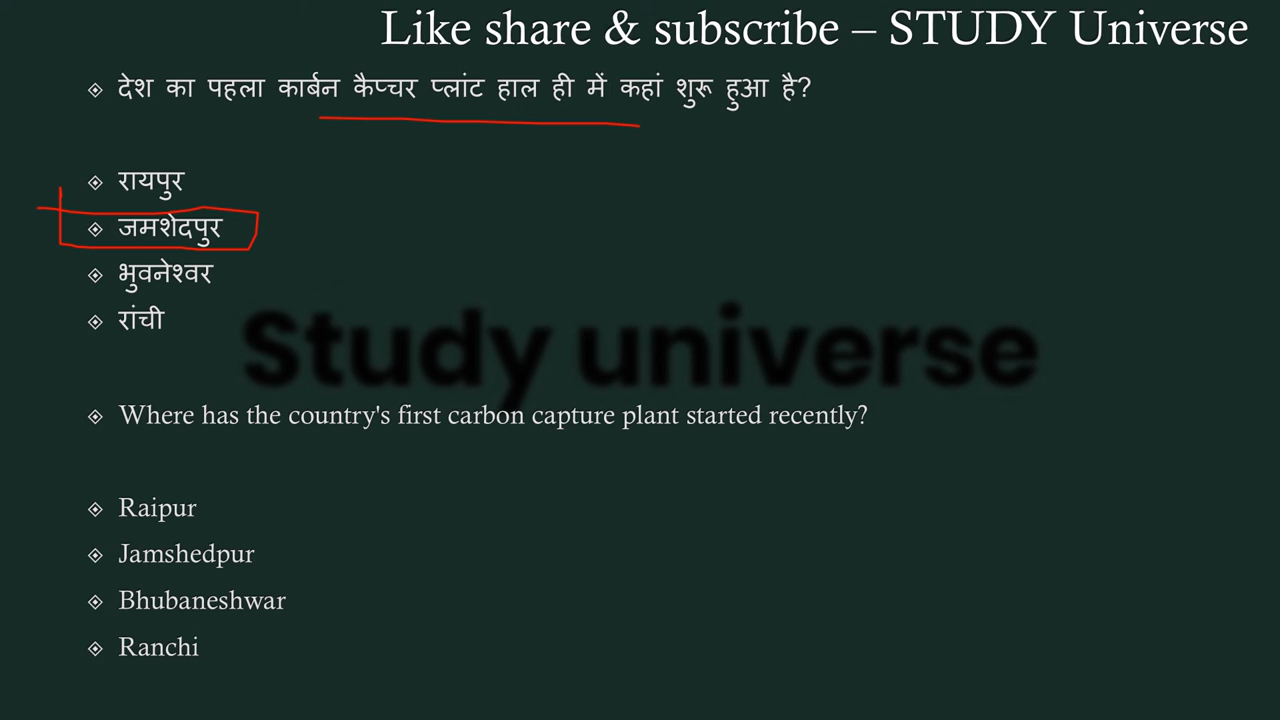 Like share & subscribe – STUDY Universe
देश का पहला कार्बन कैप्चर प्लांट हाल ही में कहां शुरू हुआ है?
रायपुर
जमशेदपुर
भुवनेश्वर
रांची
Study universe
Where has the country's first carbon capture plant started recently?
Raipur
Jamshedpur
Bhubaneshwar
Ranchi